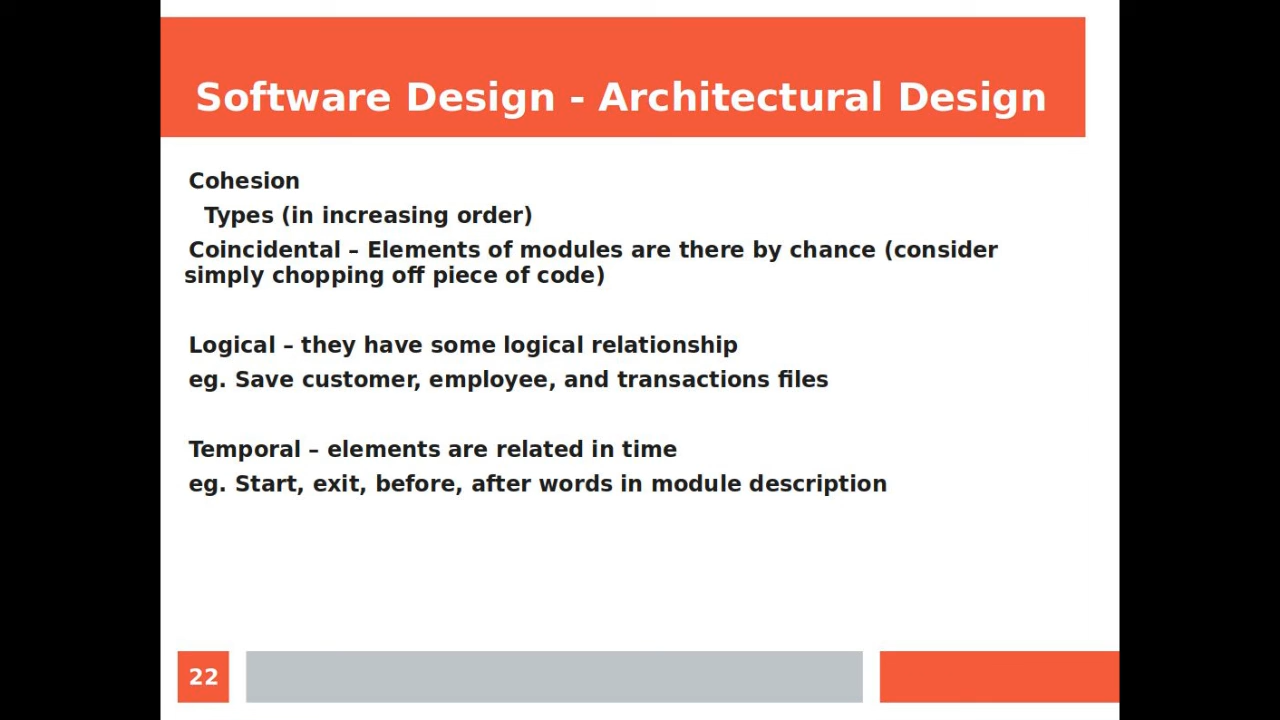 Software Design - Architectural Design
Cohesion
Types (in increasing order)
Coincidental – Elements of modules are there by chance (consider
simply chopping off piece of code)
Logical – they have some logical relationship
eg. Save customer, employee, and transactions files
Temporal – elements are related in time
eg. Start, exit, before, after words in module description
22